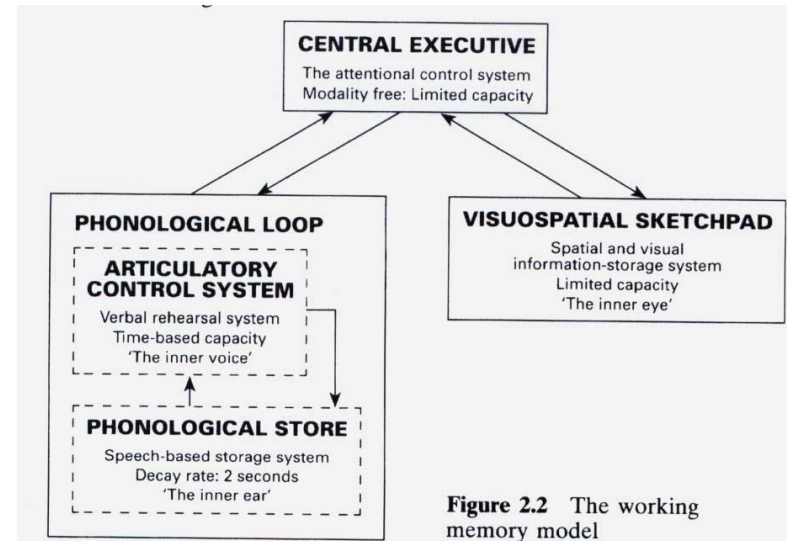 CENTRAL EXECUTIVE
The attentional control system
Modality free: Limited capacity
PHONOLOGICAL LOOP
ARTICULATORY
CONTROL SYSTEM
Verbal rehearsal system
Time-based capacity
'The inner voice'
PHONOLOGICAL STORE
Speech-based storage system
Decay rate: 2 seconds
'The inner ear'
VISUOSPATIAL SKETCHPAD
Spatial and visual
information-storage system
Limited capacity
'The inner eye'
Figure 2.2 The working
memory model